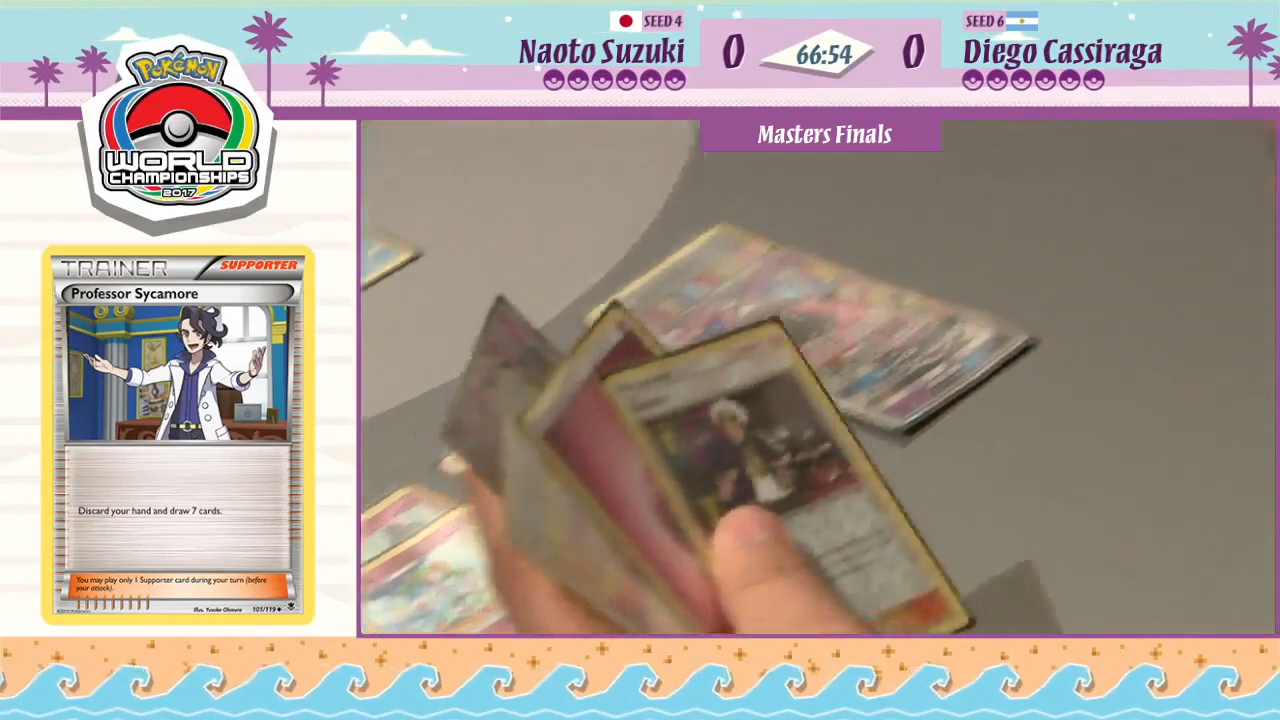 SEED 4
SEED 6
Naoto Suzuki
0
66:54
0
Diego Cassiraga
Masters Finals
Pokémon
WORLD
CHAMPIONSHIPS
2017
TRAINER
SUPPORTER
Professor Sycamore
Discard your hand and draw 7 cards.
You may play only 1 Supporter card during your turn (before
your attack).
Illus. Yusuke Ohmura
101/119